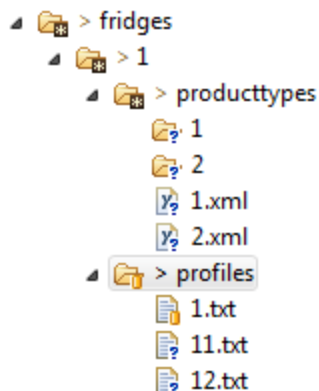 > fridges
> 1
> producttypes
1
2
1.xml
2.xml
> profiles
1.txt
11.txt
12.txt